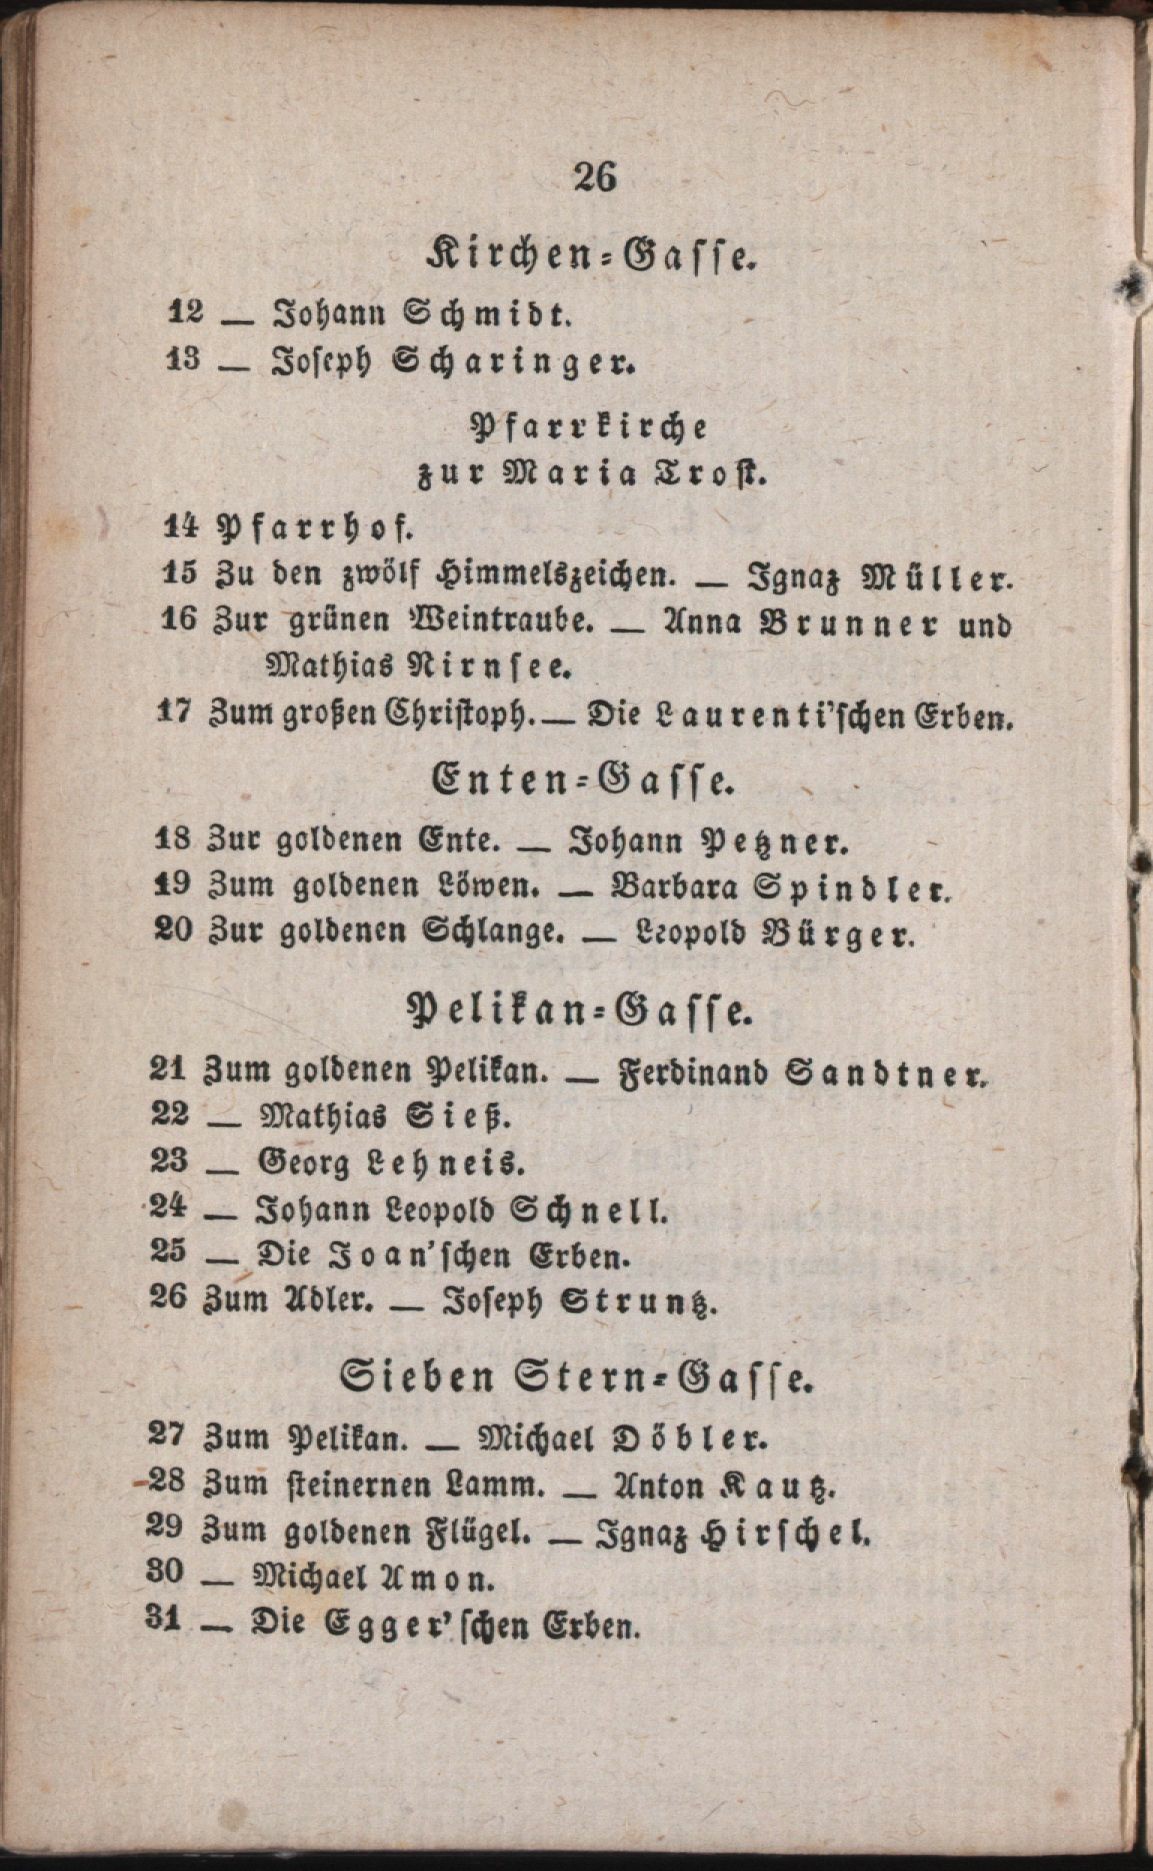 26
Kirchen-Gasse.
12 — Johann Schmidt.
13 — Joseph Scharinger.
Pfarrkirche
zur Maria Trost.
14 Pfarrhof.
15 Zu den zwölf Himmelszeichen. — Ignaz Müller.
16 Zur grünen Weintraube. — Anna Brunner und
Mathias Nirnsee.
17 Zum großen Christoph. — Die Laurenti'schen Erben.
Enten-Gasse.
18 Zur goldenen Ente. — Johann Petzner.
19 Zum goldenen Löwen. — Barbara Spindler.
20 Zur goldenen Schlange. — Leopold Bürger.
Pelikan-Gasse.
21 Zum goldenen Pelikan. — Ferdinand Sandtner.
22 — Mathias Sieß.
23 — Georg Lehneis.
24 — Johann Leopold Schnell.
25 — Die Joan'schen Erben.
26 Zum Adler. — Joseph Struntz.
Sieben Stern-Gasse.
27 Zum Pelikan. — Michael Döbler.
28 Zum steinernen Lamm. — Anton Kautz.
29 Zum goldenen Flügel. — Ignaz Hirschel.
30 — Michael Amon.
31 — Die Egger'schen Erben.